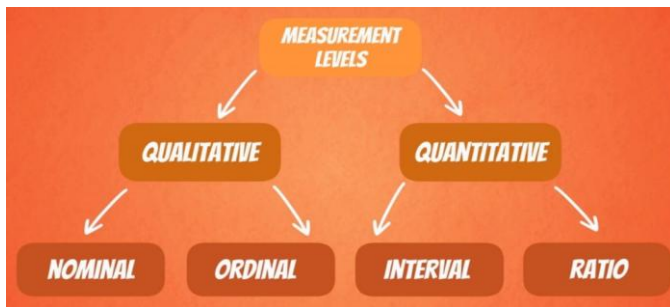 MEASUREMENT
LEVELS
QUALITATIVE
QUANTITATIVE
NOMINAL
ORDINAL
INTERVAL
RATIO